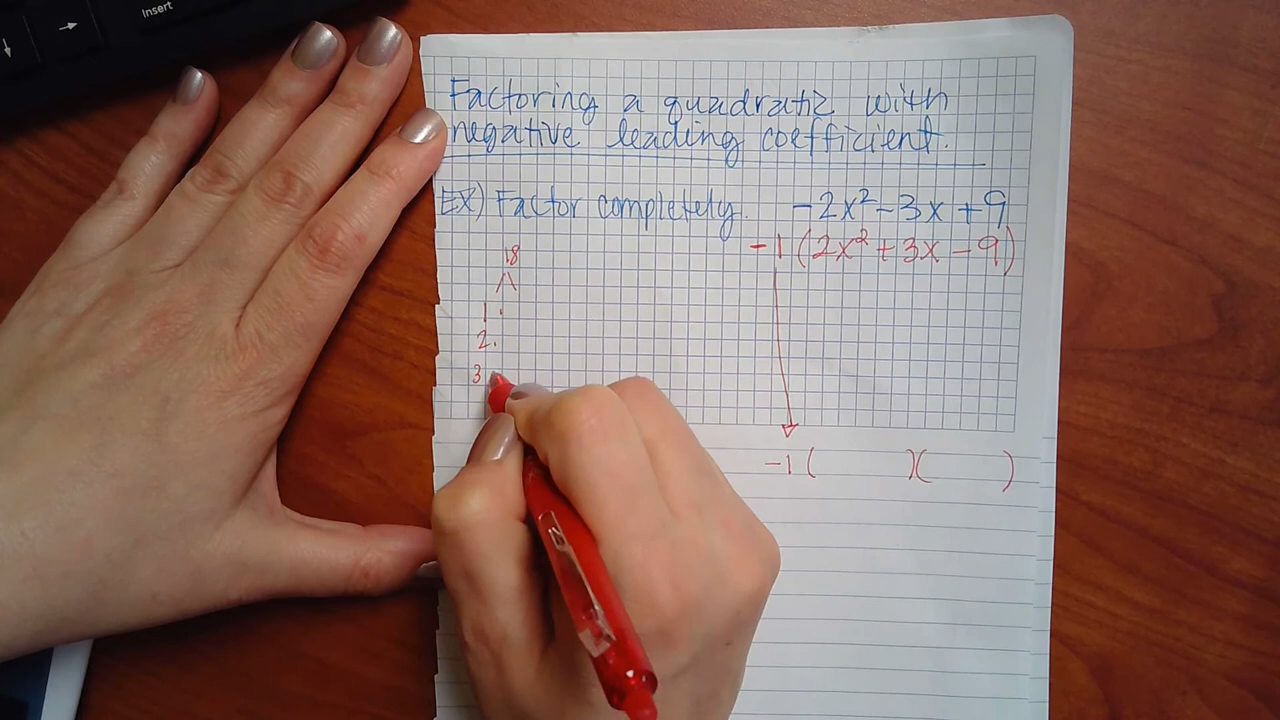 Insert
Factoring a quadratic with
negative leading coefficient.
EX) Factor completely. -2x²-3x+9
-1(2x²+3x-9)
18
1.
2.
3
-1( )( )